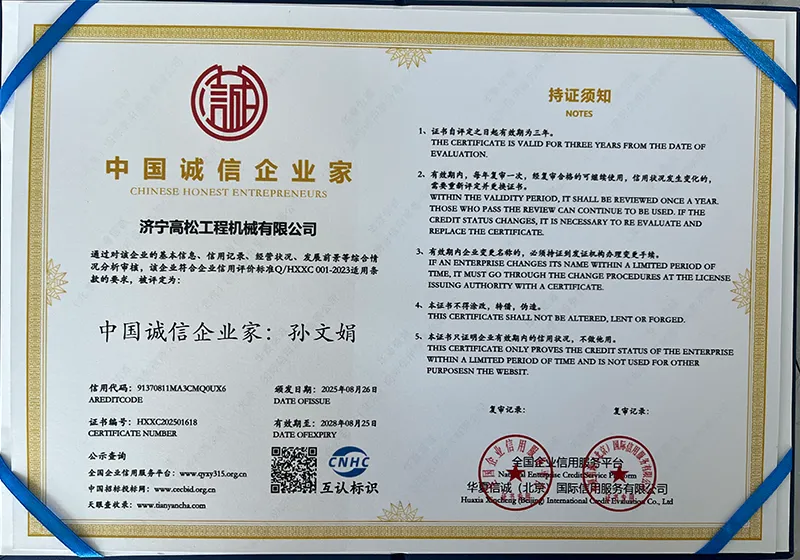 誠信
中国诚信企业家
CHINESE HONEST ENTREPRENEURS
济宁高松工程机械有限公司
通过对该企业的基本信息、信用记录、经营状况、发展前景等综合情
况分析审核，该企业符合企业信用评价标准Q/HXXC 001-2023适用条
款的要求，被评定为：
中国诚信企业家：孙文娟
信用代码：91370811MA3CMQ0UX6
AREDITCODE
颁发日期：2025年08月26日
DATE OFISSUE
证书编号：HXXC202501618
CERTIFICATE NUMBER
有效期至：2028年08月25日
DATE OFEXPIRY
公示查询
全国企业信用服务平台：www.qyxy315.org.cn
中国招标投标网：www.cecbid.org.cn
天眼查收录：www.tianyancha.com
CNHC
互认标识
持证须知
NOTES
1、证书自评定之日起有效期为三年。
THE CERTIFICATE IS VALID FOR THREE YEARS FROM THE DATE OF
EVALUATION.
2、有效期内，每年复审一次，经复审合格的可继续使用，信用状况发生变化的，
需要重新评定并更换证书。
WITHIN THE VALIDITY PERIOD, IT SHALL BE REVIEWED ONCE A YEAR.
THOSE WHO PASS THE REVIEW CAN CONTINUE TO BE USED. IF THE
CREDIT STATUS CHANGES, IT IS NECESSARY TO RE EVALUATE AND
REPLACE THE CERTIFICATE.
3、有效期内企业变更名称的，必须持证到发证机构办理变更手续。
IF AN ENTERPRISE CHANGES ITS NAME WITHIN A LIMITED PERIOD OF
TIME, IT MUST GO THROUGH THE CHANGE PROCEDURES AT THE LICENSE
ISSUING AUTHORITY WITH A CERTIFICATE.
4、本证书不得涂改，转借，伪造。
THIS CERTIFICATE SHALL NOT BE ALTERED, LENT OR FORGED.
5、本证书只证明企业有效期内的信用状况，不做他用。
THIS CERTIFICATE ONLY PROVES THE CREDIT STATUS OF THE ENTERPRISE
WITHIN A LIMITED PERIOD OF TIME AND IS NOT USED FOR OTHER
PURPOSESN THE WEBSIT.
复审记录：
复审记录：
全国企业信用服务平台
National Enterprise Credit Service Platform
华夏信诚（北京）国际信用服务有限公司
Huaxia Xincheng (Beijing) International Credit Evaluation Co., Ltd